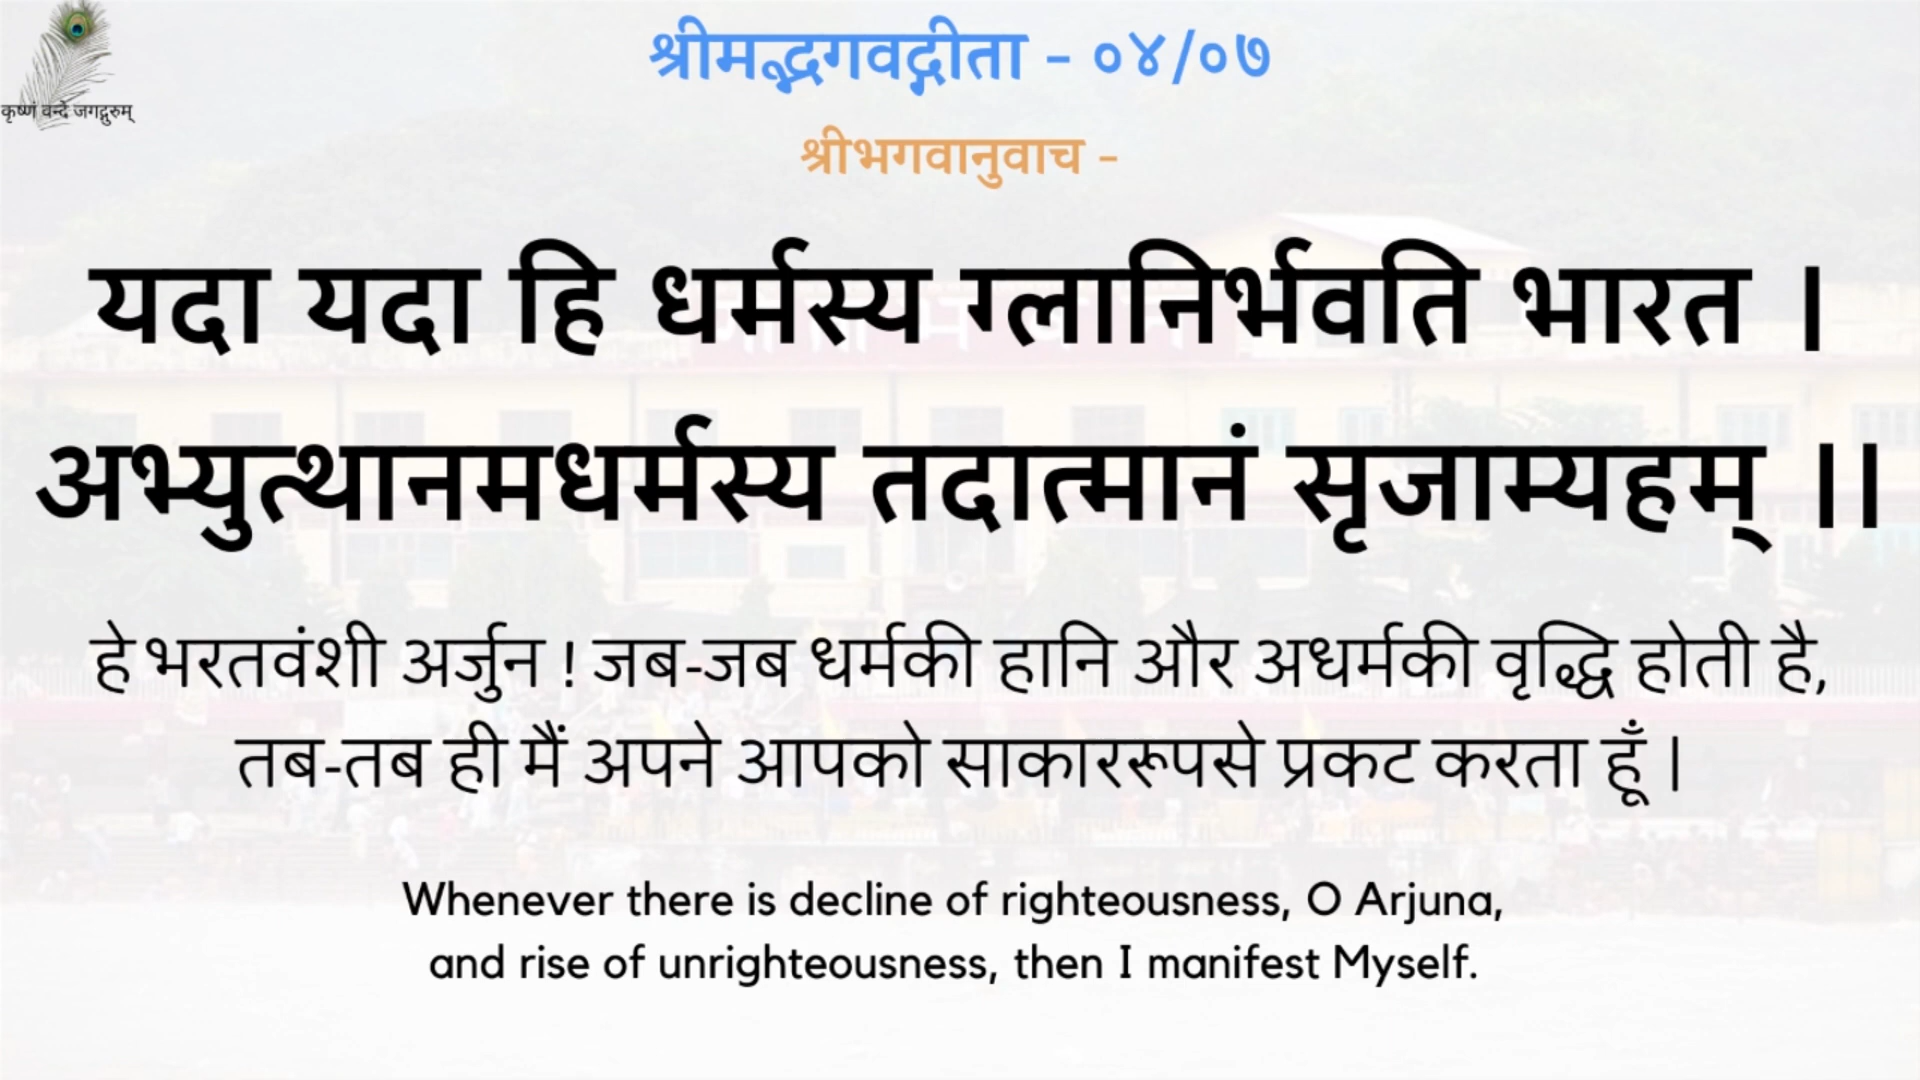 कृष्णं वन्दे जगद्गुरुम्
श्रीमद्भगवद्गीता - ०४/०७
श्रीभगवानुवाच -
यदा यदा हि धर्मस्य ग्लानिर्भवति भारत |
अभ्युत्थानमधर्मस्य तदात्मानं सृजाम्यहम् ||
हे भरतवंशी अर्जुन ! जब-जब धर्मकी हानि और अधर्मकी वृद्धि होती है,
तब-तब ही मैं अपने आपको साकाररूपसे प्रकट करता हूँ |
Whenever there is decline of righteousness, O Arjuna,
and rise of unrighteousness, then I manifest Myself.